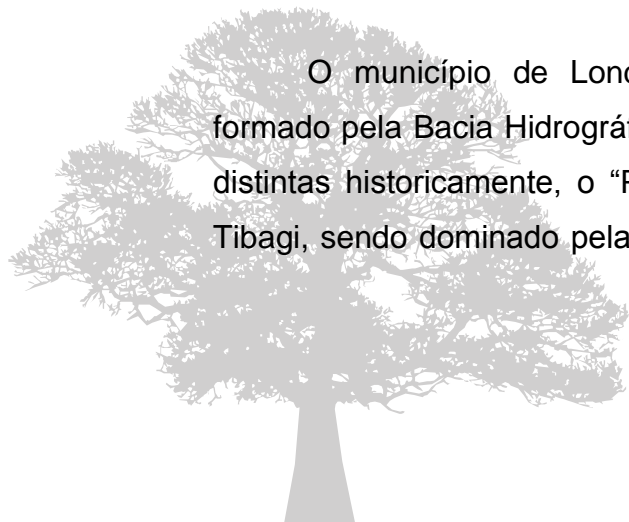 O município de
formado pela Bacia
distintas historicamente, o
Tibagi, sendo dominado pela